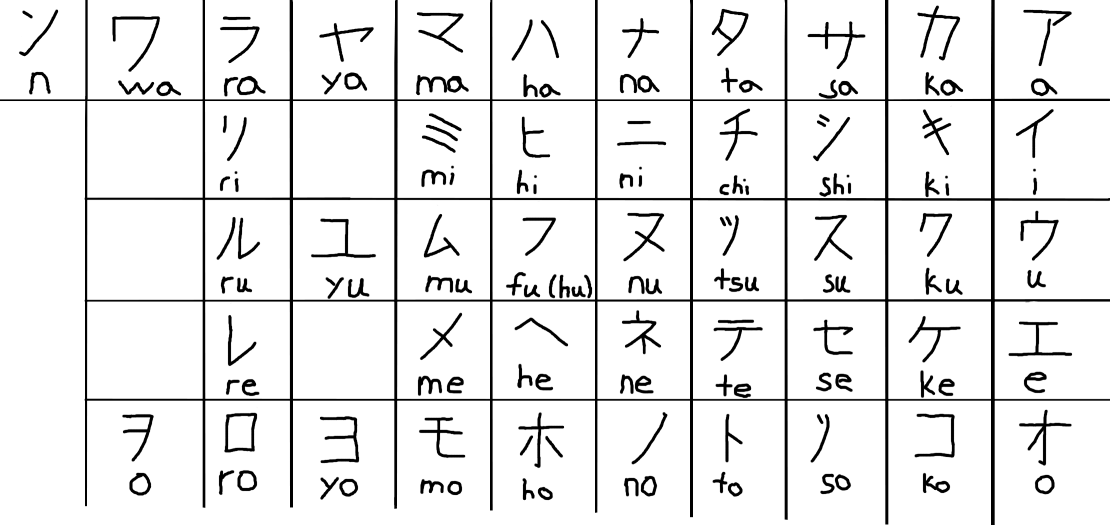 ン ワ ラ ヤ マ ハ ナ タ サ カ ア
n wa ra ya ma ha na ta sa ka a
リ ミ ヒ ニ チ シ キ イ
ri mi hi ni chi shi ki i
ル ユ ム フ ヌ ツ ス ク ウ
ru yu mu fu (hu) nu tsu su ku u
レ メ ヘ ネ テ セ ケ エ
re me he ne te se ke e
ヲ ロ ヨ モ ホ ノ ト ソ コ オ
o ro yo mo ho no to so ko o